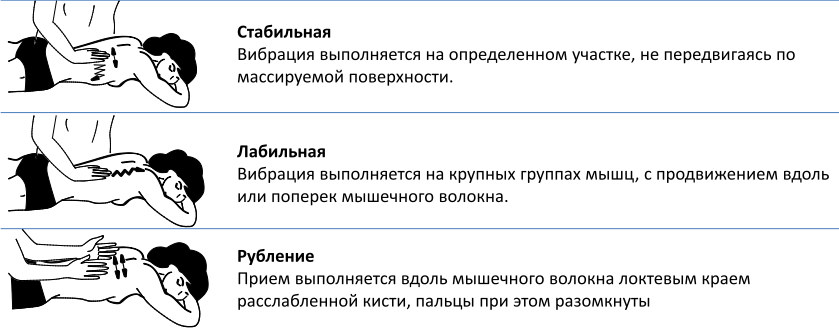 Стабильная
Вибрация выполняется на определенном участке, не передвигаясь по
массируемой поверхности.
Лабильная
Вибрация выполняется на крупных группах мышц, с продвижением вдоль
или поперек мышечного волокна.
Рубление
Прием выполняется вдоль мышечного волокна локтевым краем
расслабленной кисти, пальцы при этом разомкнуты